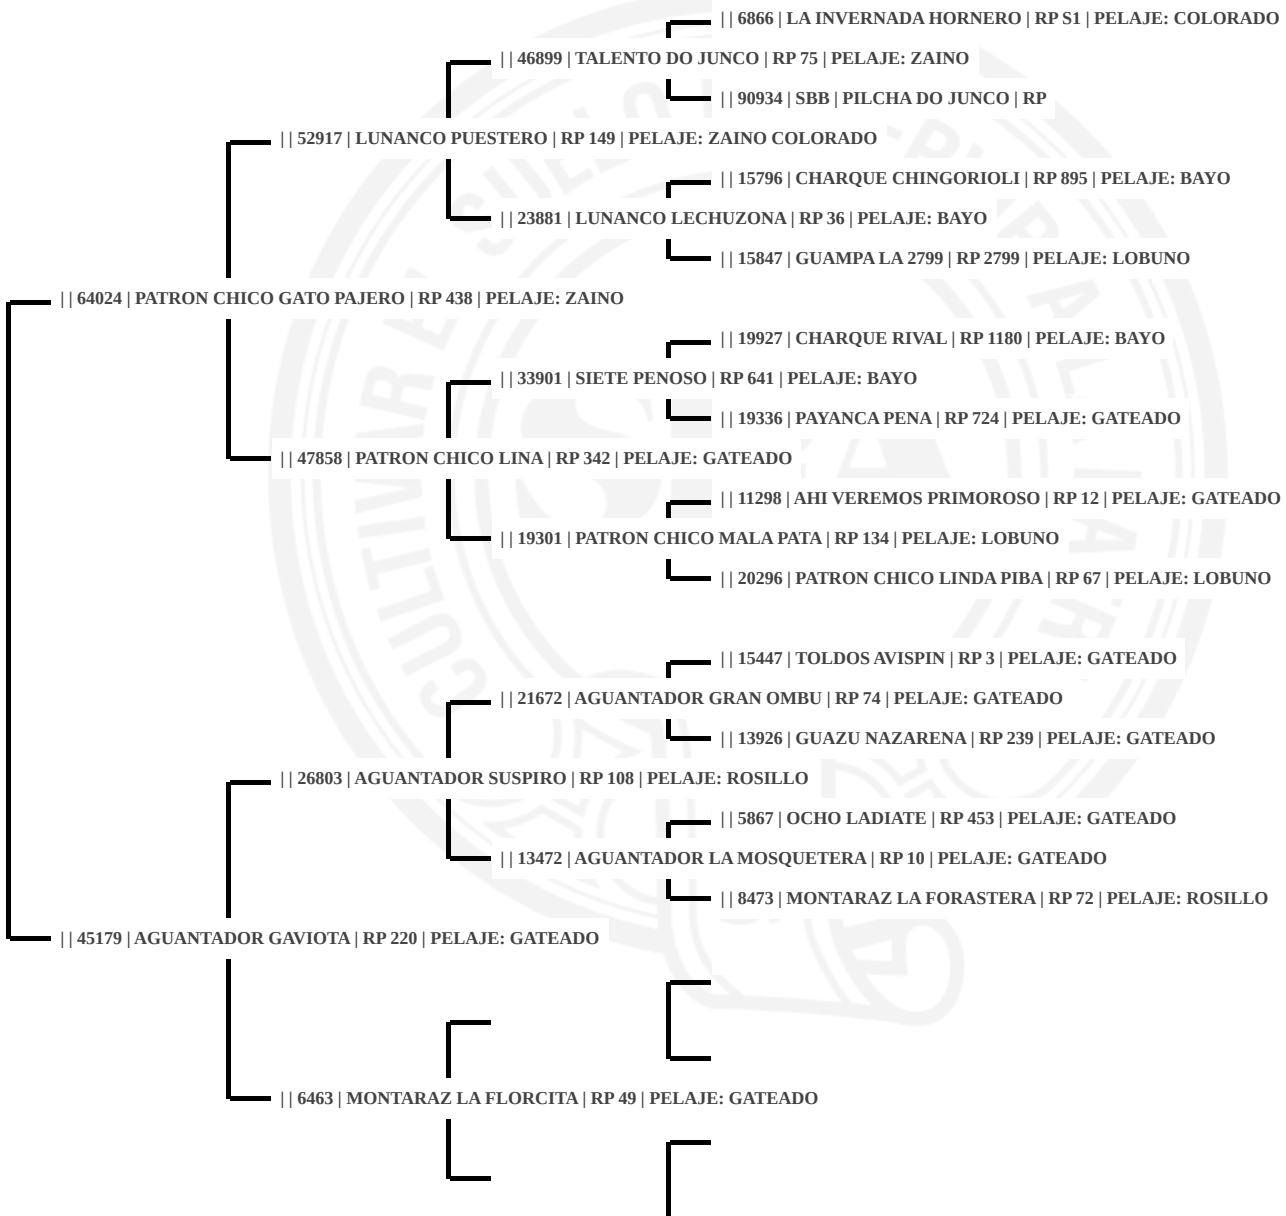 | | 6866 | LA INVERNADA HORNERO | RP S1 | PELAJE: COLORADO
| | 46899 | TALENTO DO JUNCO | RP 75 | PELAJE: ZAINO
| | 90934 | SBB | PILCHA DO JUNCO | RP
| | 52917 | LUNANCO PUESTERO | RP 149 | PELAJE: ZAINO COLORADO
| | 15796 | CHARQUE CHINGORIOLI | RP 895 | PELAJE: BAYO
| | 23881 | LUNANCO LECHUZONA | RP 36 | PELAJE: BAYO
| | 15847 | GUAMPA LA 2799 | RP 2799 | PELAJE: LOBUNO
| | 64024 | PATRON CHICO GATO PAJERO | RP 438 | PELAJE: ZAINO
| | 19927 | CHARQUE RIVAL | RP 1180 | PELAJE: BAYO
| | 33901 | SIETE PENOSO | RP 641 | PELAJE: BAYO
| | 19336 | PAYANCA PENA | RP 724 | PELAJE: GATEADO
| | 47858 | PATRON CHICO LINA | RP 342 | PELAJE: GATEADO
| | 11298 | AHI VEREMOS PRIMOROSO | RP 12 | PELAJE: GATEADO
| | 19301 | PATRON CHICO MALA PATA | RP 134 | PELAJE: LOBUNO
| | 20296 | PATRON CHICO LINDA PIBA | RP 67 | PELAJE: LOBUNO
| | 15447 | TOLDOS AVISPIN | RP 3 | PELAJE: GATEADO
| | 21672 | AGUANTADOR GRAN OMBU | RP 74 | PELAJE: GATEADO
| | 13926 | GUAZU NAZARENA | RP 239 | PELAJE: GATEADO
| | 26803 | AGUANTADOR SUSPIRO | RP 108 | PELAJE: ROSILLO
| | 5867 | OCHO LADIATE | RP 453 | PELAJE: GATEADO
| | 13472 | AGUANTADOR LA MOSQUETERA | RP 10 | PELAJE: GATEADO
| | 8473 | MONTARAZ LA FORASTERA | RP 72 | PELAJE: ROSILLO
| | 45179 | AGUANTADOR GAVIOTA | RP 220 | PELAJE: GATEADO
| | 6463 | MONTARAZ LA FLORCITA | RP 49 | PELAJE: GATEADO